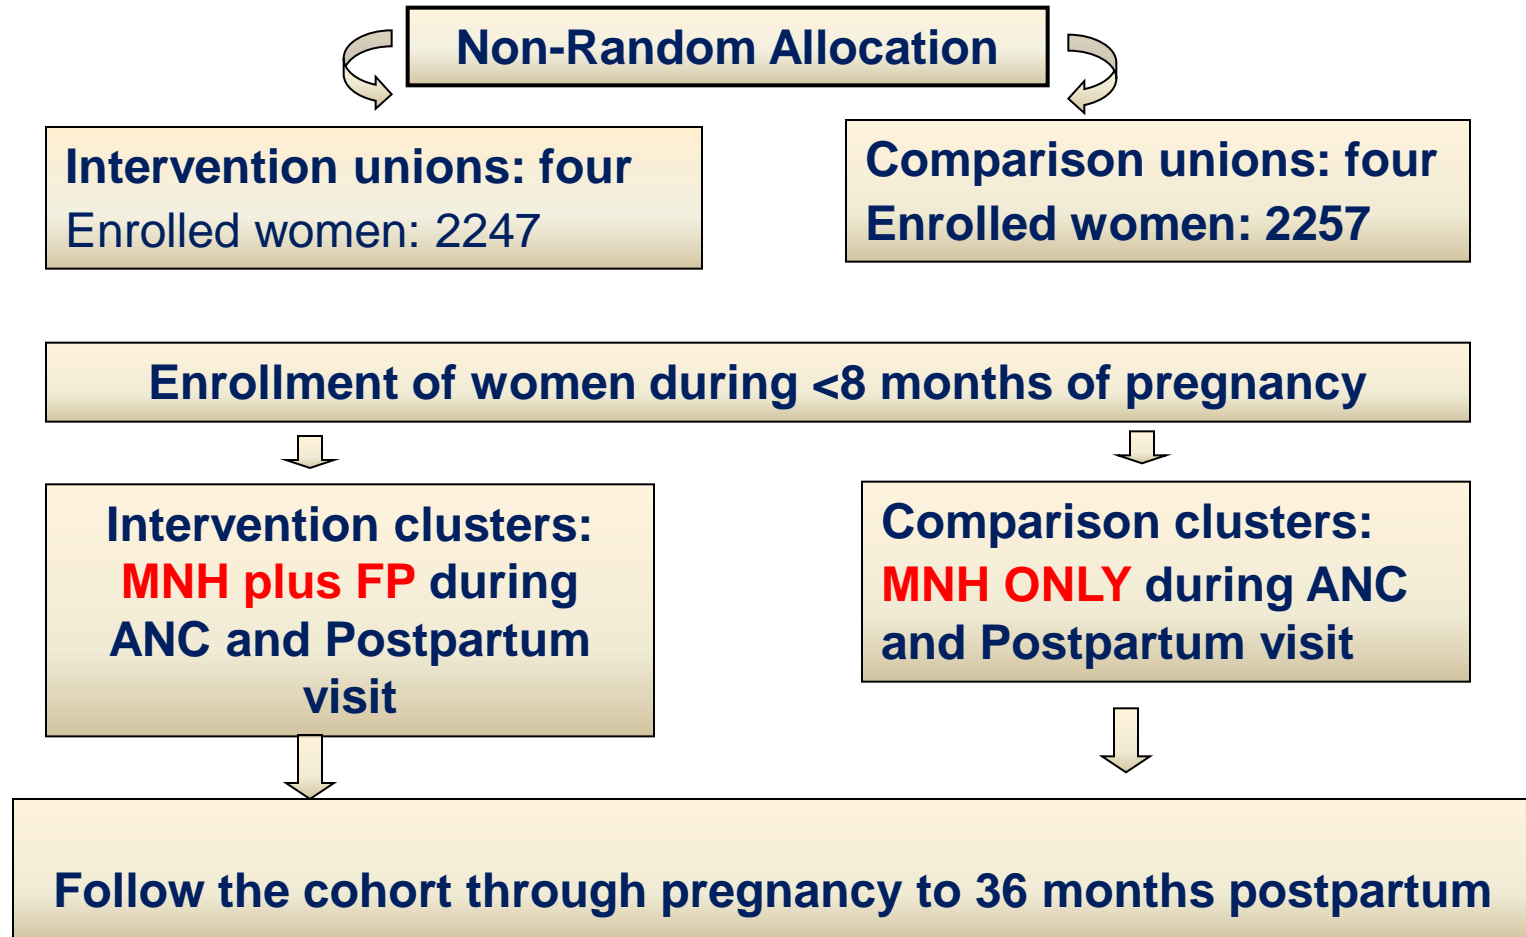 Non-Random Allocation
Intervention unions: four
Enrolled women: 2247
Comparison unions: four
Enrolled women: 2257
Enrollment of women during <8 months of pregnancy
Intervention clusters:
MNH plus FP during
ANC and Postpartum
visit
Comparison clusters:
MNH ONLY during ANC
and Postpartum visit
Follow the cohort through pregnancy to 36 months postpartum